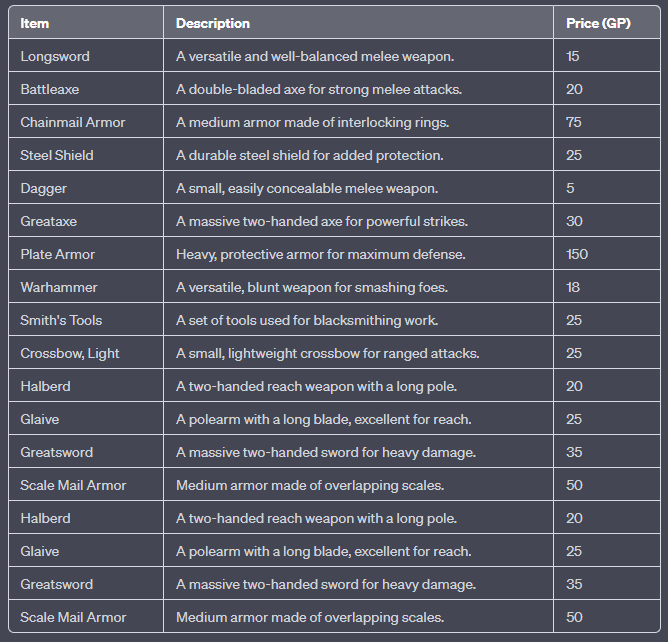 Item Description Price (GP)
Longsword A versatile and well-balanced melee weapon. 15
Battleaxe A double-bladed axe for strong melee attacks. 20
Chainmail Armor A medium armor made of interlocking rings. 75
Steel Shield A durable steel shield for added protection. 25
Dagger A small, easily concealable melee weapon. 5
Greataxe A massive two-handed axe for powerful strikes. 30
Plate Armor Heavy, protective armor for maximum defense. 150
Warhammer A versatile, blunt weapon for smashing foes. 18
Smith's Tools A set of tools used for blacksmithing work. 25
Crossbow, Light A small, lightweight crossbow for ranged attacks. 25
Halberd A two-handed reach weapon with a long pole. 20
Glaive A polearm with a long blade, excellent for reach. 25
Greatsword A massive two-handed sword for heavy damage. 35
Scale Mail Armor Medium armor made of overlapping scales. 50
Halberd A two-handed reach weapon with a long pole. 20
Glaive A polearm with a long blade, excellent for reach. 25
Greatsword A massive two-handed sword for heavy damage. 35
Scale Mail Armor Medium armor made of overlapping scales. 50